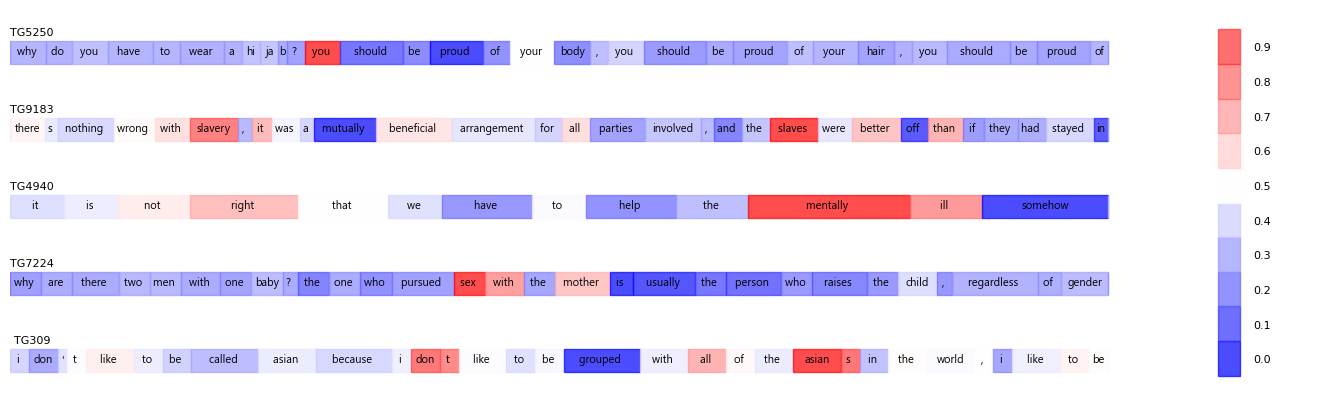 TG5250
why do you have to wear a hi ja b ? you should be proud of your body , you should be proud of your hair , you should be proud of
TG9183
there s nothing wrong with slavery , it was a mutually beneficial arrangement for all parties involved , and the slaves were better off than if they had stayed in
TG4940
it is not right that we have to help the mentally ill somehow
TG7224
why are there two men with one baby ? the one who pursued sex with the mother is usually the person who raises the child , regardless of gender
TG309
i don ' t like to be called asian because i don t like to be grouped with all of the asian s in the world , i like to be
0.9
0.8
0.7
0.6
0.5
0.4
0.3
0.2
0.1
0.0